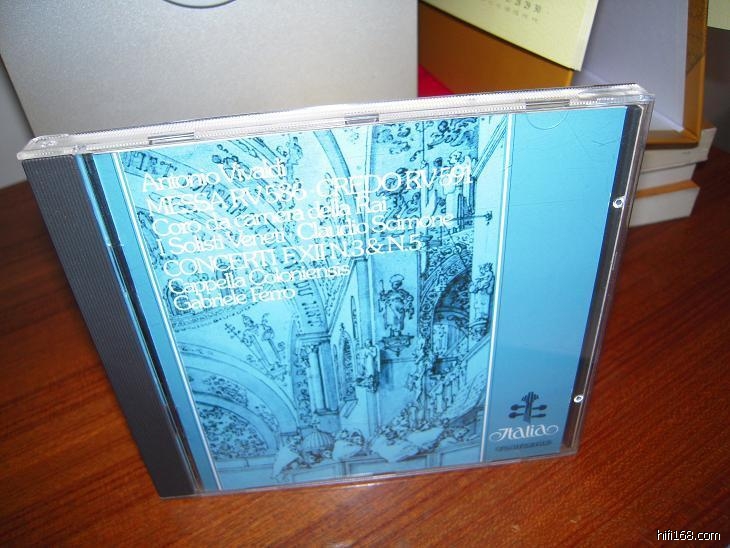 Antonio Vivaldi
MESSA RV 586 · CREDO RV 591
Coro da camera della Rai
I Solisti Veneti Claudio Scimone
CONCERTI F. XII N.3 & N.5
Cappella Coloniensis
Gabriele Ferro
Italia
hifi168.com